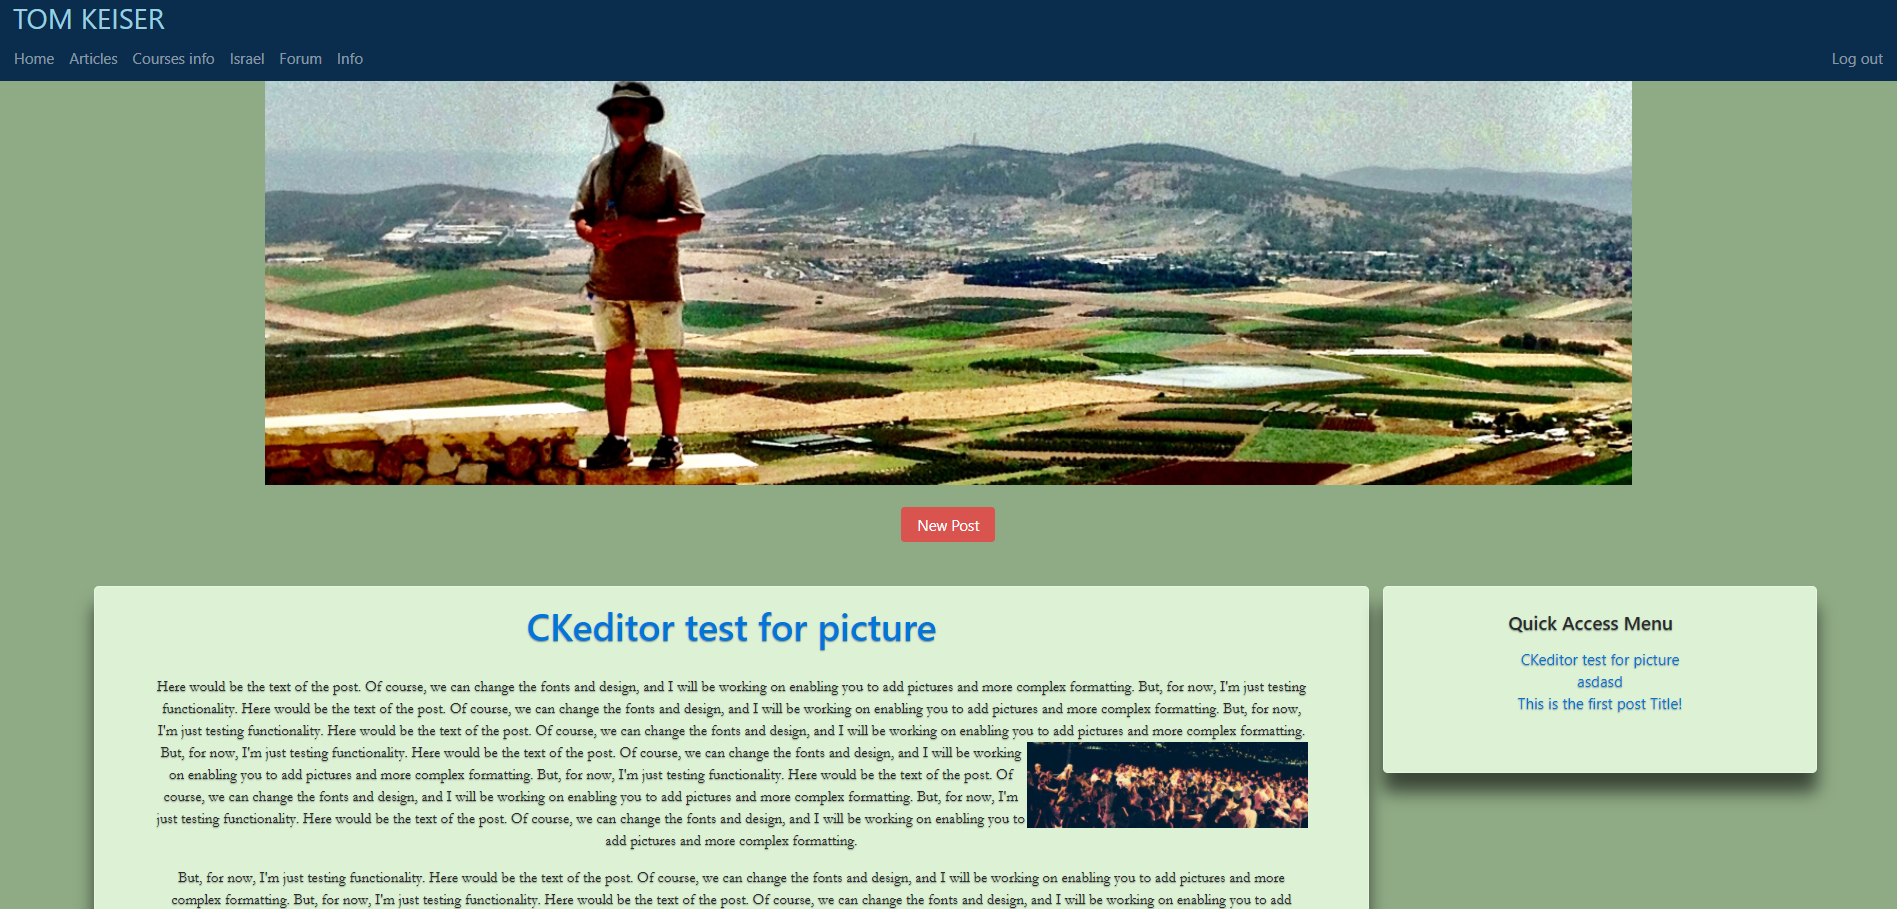 TOM KEISER
Home Articles Courses info Israel Forum Info Log out
New Post
CKeditor test for picture
Here would be the text of the post. Of course, we can change the fonts and design, and I will be working on enabling you to add pictures and more complex formatting. But, for now, I'm just testing
functionality. Here would be the text of the post. Of course, we can change the fonts and design, and I will be working on enabling you to add pictures and more complex formatting. But, for now,
I'm just testing functionality. Here would be the text of the post. Of course, we can change the fonts and design, and I will be working on enabling you to add pictures and more complex formatting.
But, for now, I'm just testing functionality. Here would be the text of the post. Of course, we can change the fonts and design, and I will be working
on enabling you to add pictures and more complex formatting. But, for now, I'm just testing functionality. Here would be the text of the post. Of
course, we can change the fonts and design, and I will be working on enabling you to add pictures and more complex formatting. But, for now, I'm
just testing functionality. Here would be the text of the post. Of course, we can change the fonts and design, and I will be working on enabling you to
add pictures and more complex formatting.
But, for now, I'm just testing functionality. Here would be the text of the post. Of course, we can change the fonts and design, and I will be working on enabling you to add pictures and more
complex formatting. But, for now, I'm just testing functionality. Here would be the text of the post. Of course, we can change the fonts and design, and I will be working on enabling you to add
Quick Access Menu
CKeditor test for picture
asdasd
This is the first post Title!